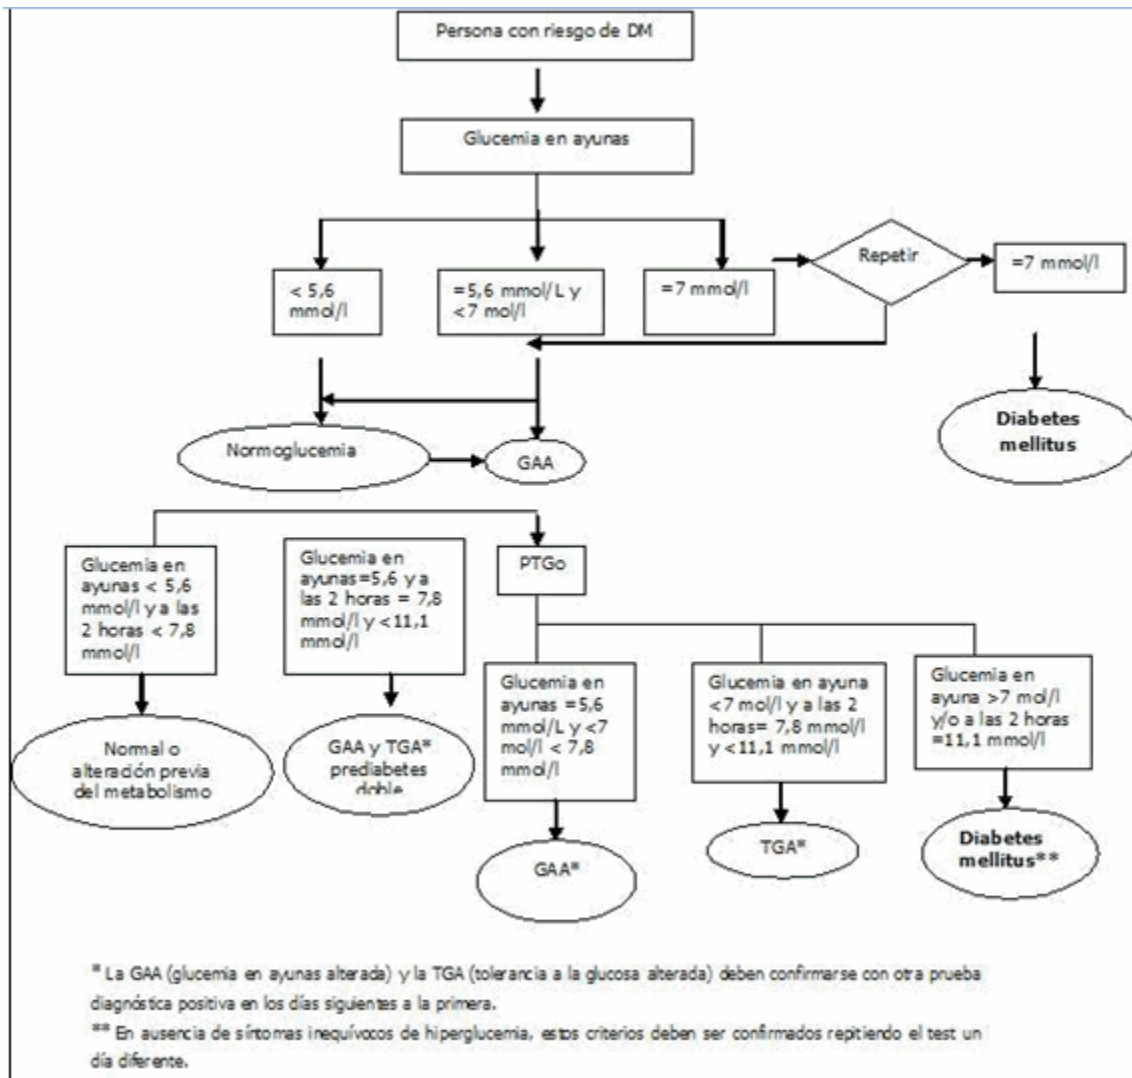 Persona con riesgo de DM
Glucemia en ayunas
< 5,6
mmol/l
=5,6 mmol/L y
<7 mol/l
=7 mmol/l
Repetir
=7 mmol/l
Normoglucemia
GAA
Diabetes
mellitus
Glucemia en
ayunas < 5,6
mmol/l y a las
2 horas < 7,8
mmol/l
Glucemia en
ayunas=5,6 y a
las 2 horas = 7,8
mmol/l y <11,1
mmol/l
PTGo
Glucemia en
ayunas =5,6
mmol/L y <7
mol/l < 7,8
mmol/l
Glucemia en ayuna
<7 mol/l y a las 2
horas= 7,8 mmol/l
y <11,1 mmol/l
Glucemia en
ayuna >7 mol/l
y/o a las 2 horas
=11,1 mmol/l
Normal o
alteración previa
del metabolismo
GAA y TGA*
prediabetes
doble
GAA*
TGA*
Diabetes
mellitus**
* La GAA (glucemia en ayunas alterada) y la TGA (tolerancia a la glucosa alterada) deben confirmarse con otra prueba
diagnóstica positiva en los días siguientes a la primera.
** En ausencia de síntomas inequívocos de hiperglucemia, estos criterios deben ser confirmados repitiendo el test un
día diferente.